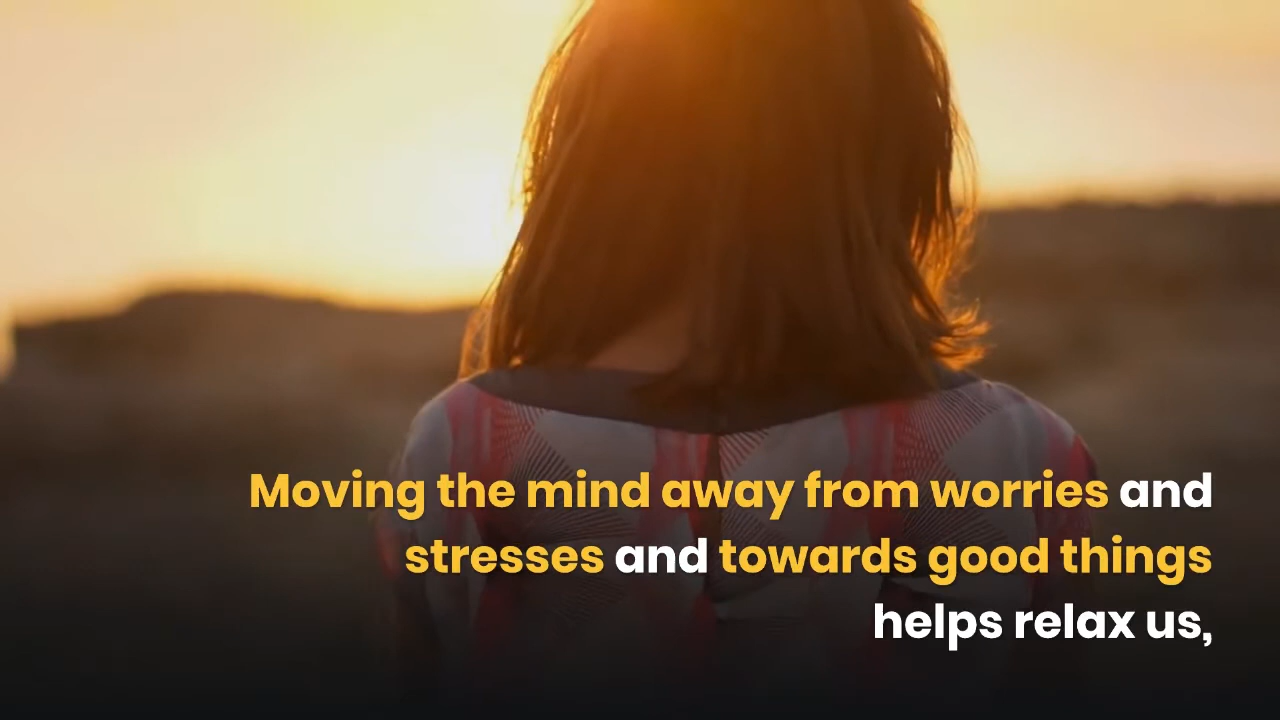 Moving the mind away from worries and
stresses and towards good things
helps relax us,